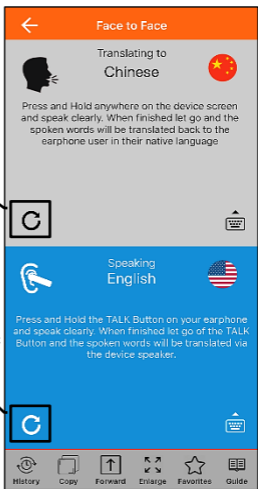 Face to Face
Translating to
Chinese
Press and Hold anywhere on the device screen
and speak clearly. When finished let go and the
spoken words will be translated back to the
earphone user in their native language
Speaking
English
Press and Hold the TALK Button on your earphone
and speak clearly. When finished let go of the TALK
Button and the spoken words will be translated via
the device speaker.
History Copy Forward Enlarge Favorites Guide